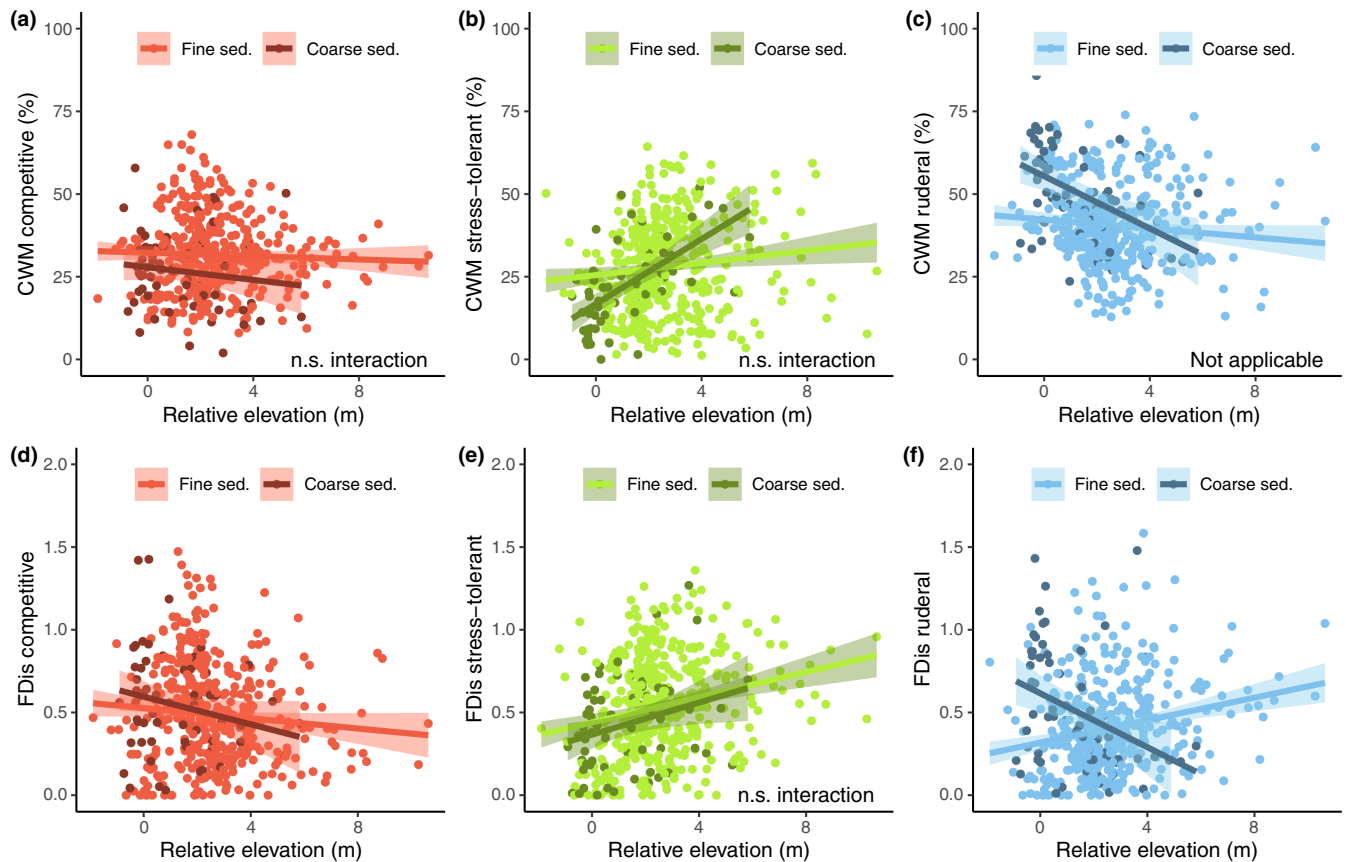 (a)
Fine sed. Coarse sed.
100
75
50
25
0
CWM competitive (%)
n.s. interaction
0 4 8
Relative elevation (m)
(b)
Fine sed. Coarse sed.
100
75
50
25
0
CWM stress−tolerant (%)
n.s. interaction
0 4 8
Relative elevation (m)
(c)
Fine sed. Coarse sed.
100
75
50
25
0
CWM ruderal (%)
Not applicable
0 4 8
Relative elevation (m)
(d)
Fine sed. Coarse sed.
2.0
1.5
1.0
0.5
0.0
FDis competitive
0 4 8
Relative elevation (m)
(e)
Fine sed. Coarse sed.
2.0
1.5
1.0
0.5
0.0
FDis stress−tolerant
n.s. interaction
0 4 8
Relative elevation (m)
(f)
Fine sed. Coarse sed.
2.0
1.5
1.0
0.5
0.0
FDis ruderal
0 4 8
Relative elevation (m)